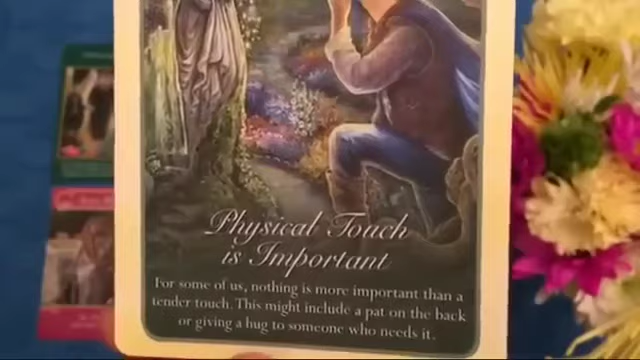 Physical Touch
is Important
For some of us, nothing is more important than a
tender touch. This might include a pat on the back
or giving a hug to someone who needs it.